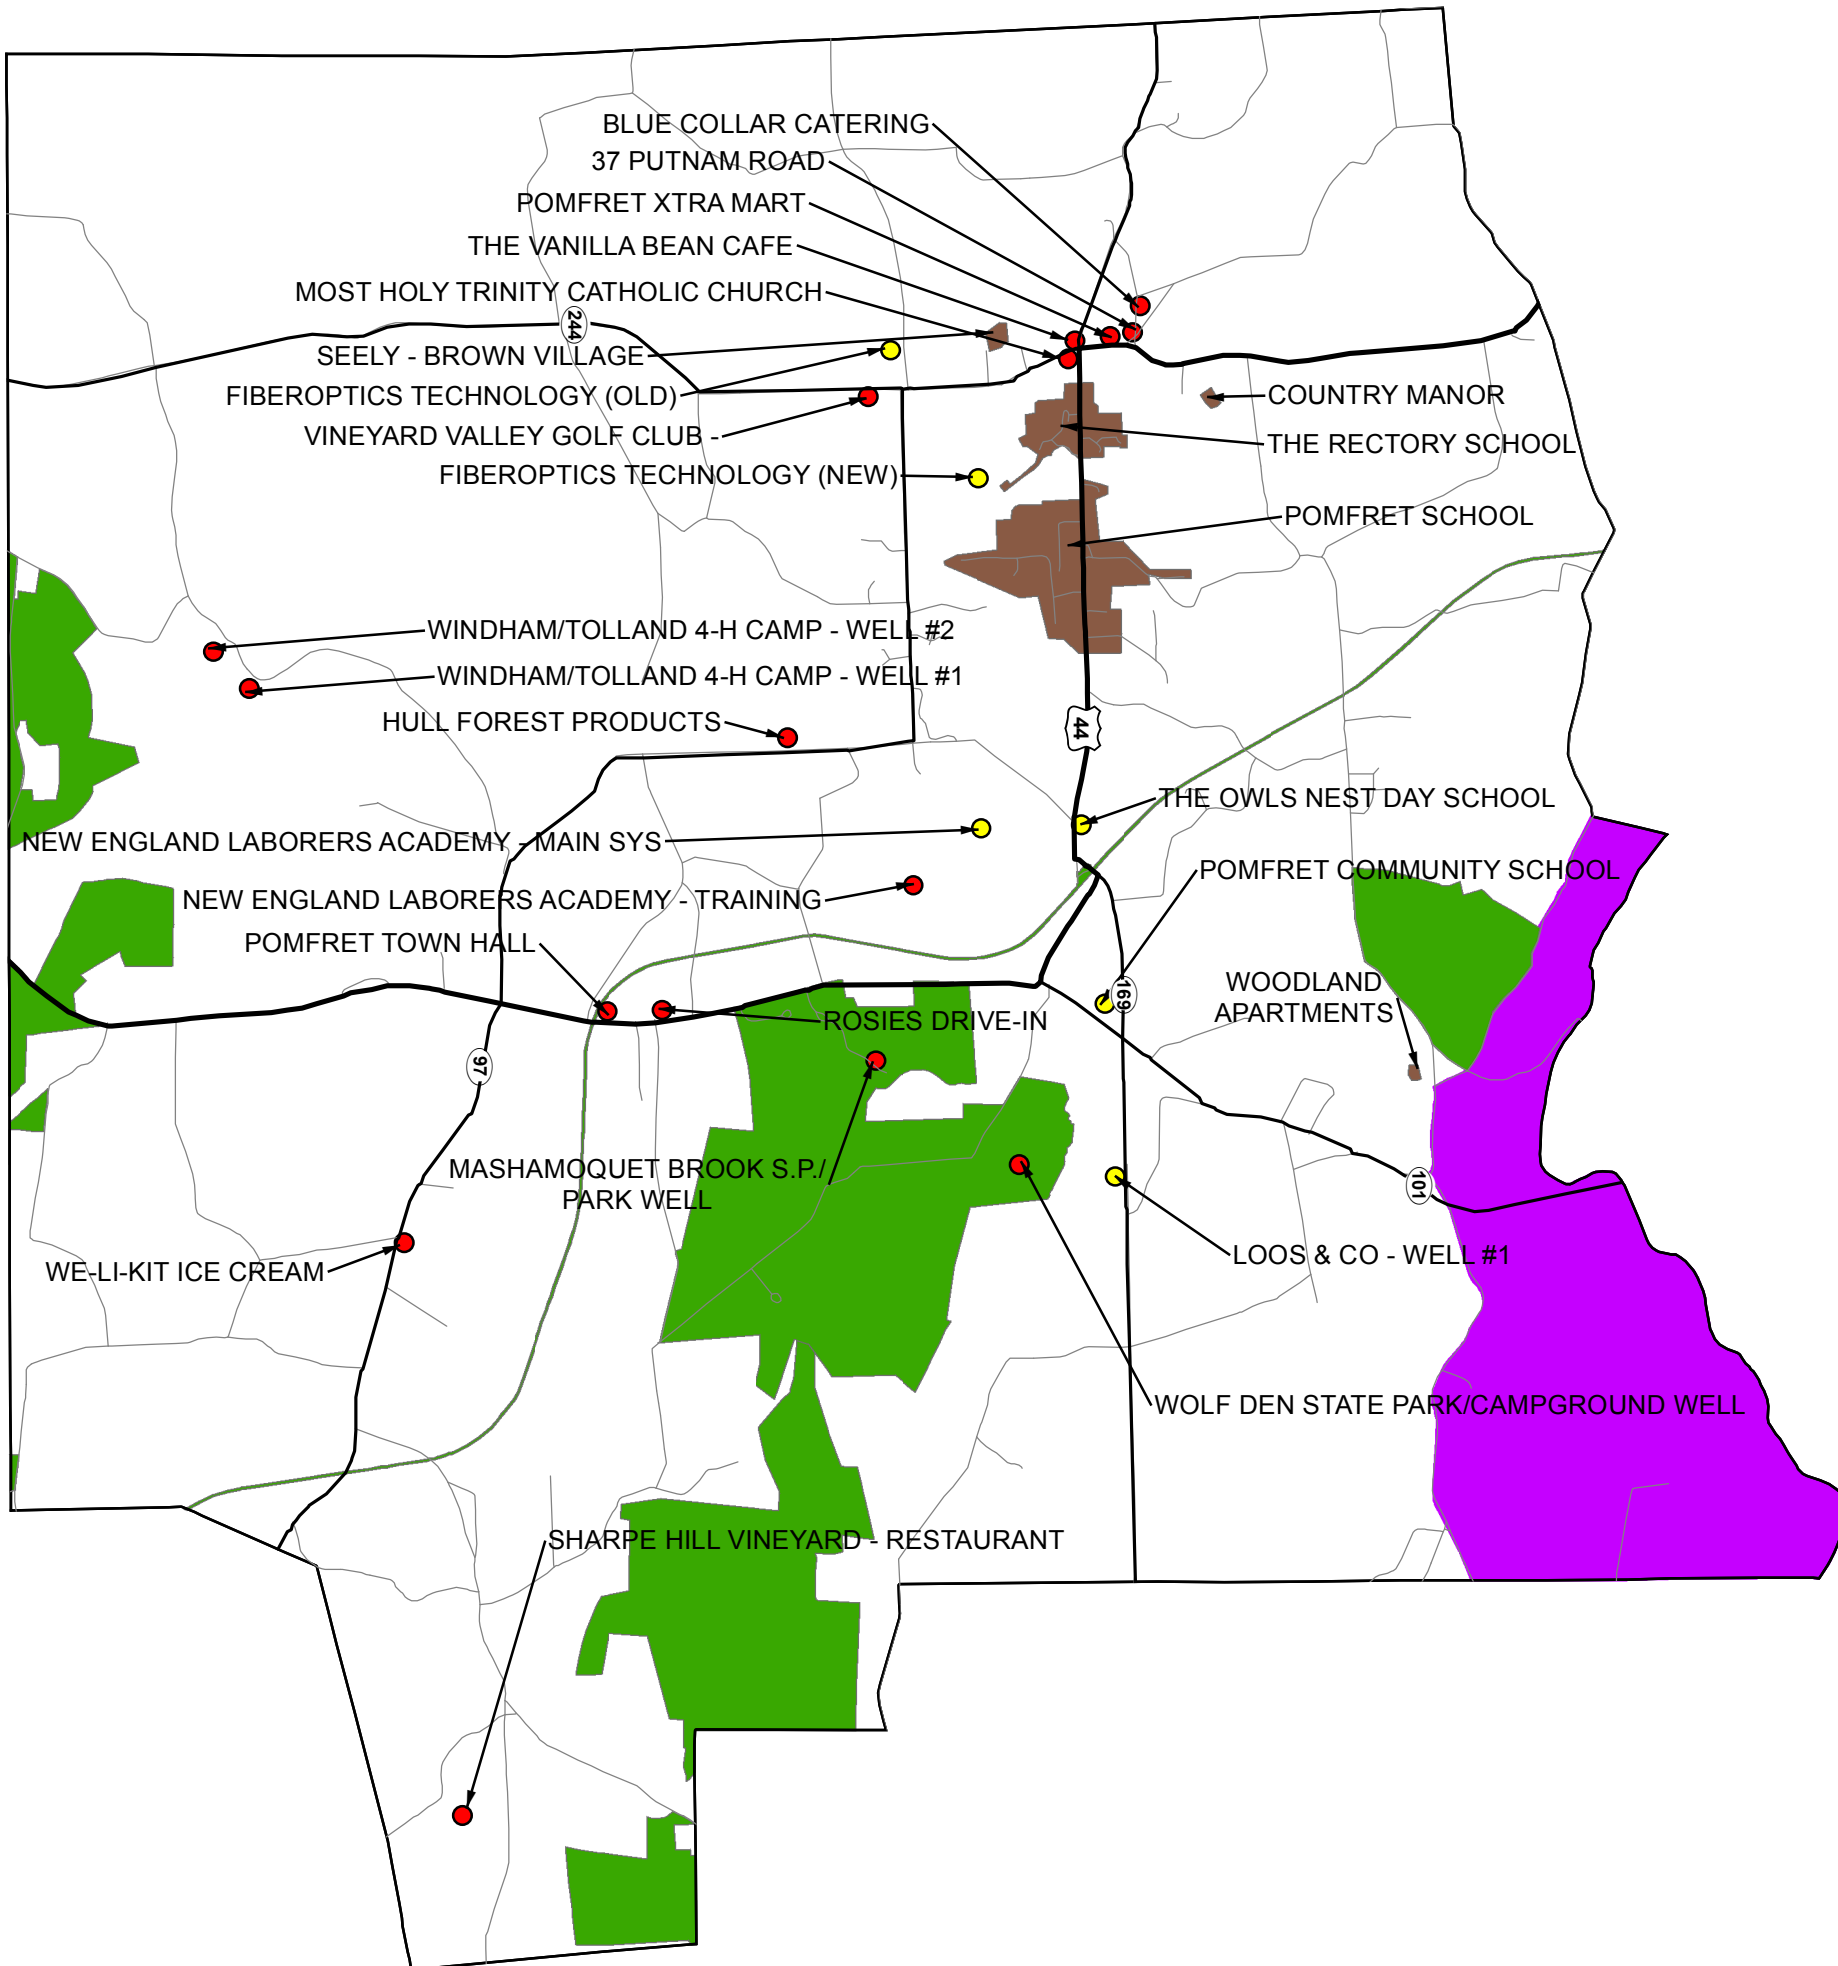 BLUE COLLAR CATERING
37 PUTNAM ROAD
POMFRET XTRA MART
THE VANILLA BEAN CAFE
MOST HOLY TRINITY CATHOLIC CHURCH
244
SEELY - BROWN VILLAGE
FIBEROPTICS TECHNOLOGY (OLD)
COUNTRY MANOR
VINEYARD VALLEY GOLF CLUB -
THE RECTORY SCHOOL
FIBEROPTICS TECHNOLOGY (NEW)
POMFRET SCHOOL
WINDHAM/TOLLAND 4-H CAMP - WELL #2
WINDHAM/TOLLAND 4-H CAMP - WELL #1
HULL FOREST PRODUCTS
44
THE OWLS NEST DAY SCHOOL
NEW ENGLAND LABORERS ACADEMY - MAIN SYS
POMFRET COMMUNITY SCHOOL
NEW ENGLAND LABORERS ACADEMY - TRAINING
POMFRET TOWN HALL
WOODLAND
APARTMENTS
169
ROSIES DRIVE-IN
97
MASHAMOQUET BROOK S.P./
PARK WELL
101
LOOS & CO - WELL #1
WE-LI-KIT ICE CREAM
WOLF DEN STATE PARK/CAMPGROUND WELL
SHARPE HILL VINEYARD - RESTAURANT